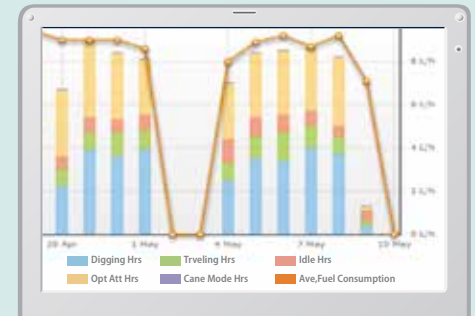 8
6
4
2
0
28 Apr 1 May 4 May 7 May 10 May
Digging Hrs Trveling Hrs Idle Hrs
Opt Att Hrs Cane Mode Hrs Ave,Fuel Consumption